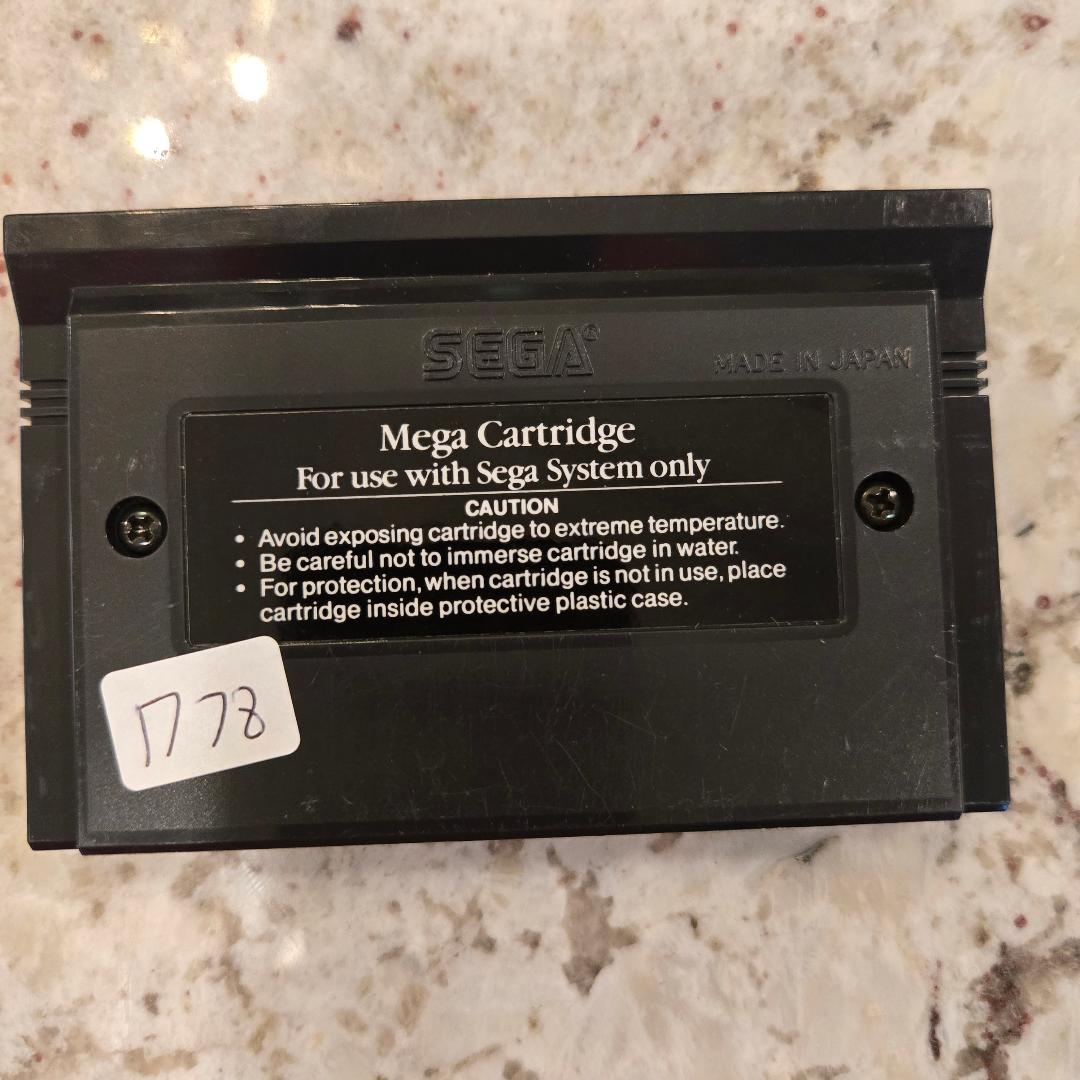 SEGA®
MADE IN JAPAN
Mega Cartridge
For use with Sega System only
CAUTION
• Avoid exposing cartridge to extreme temperature.
• Be careful not to immerse cartridge in water.
• For protection, when cartridge is not in use, place
cartridge inside protective plastic case.
1778